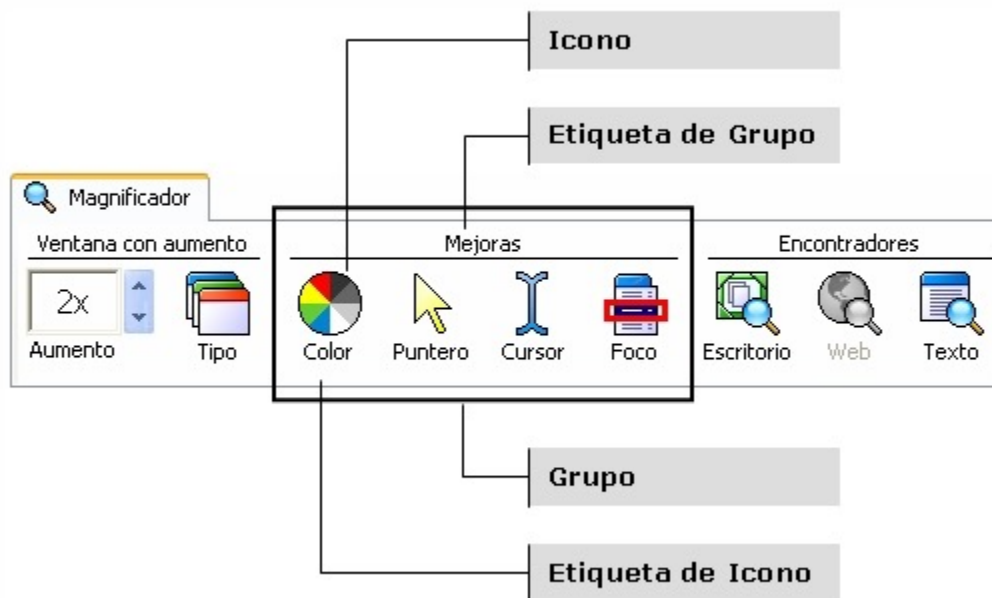 Icono
Etiqueta de Grupo
Magnificador
Ventana con aumento
Mejoras
Encontradores
2x
Aumento
Tipo
Color
Puntero
Cursor
Foco
Escritorio
Web
Texto
Grupo
Etiqueta de Icono